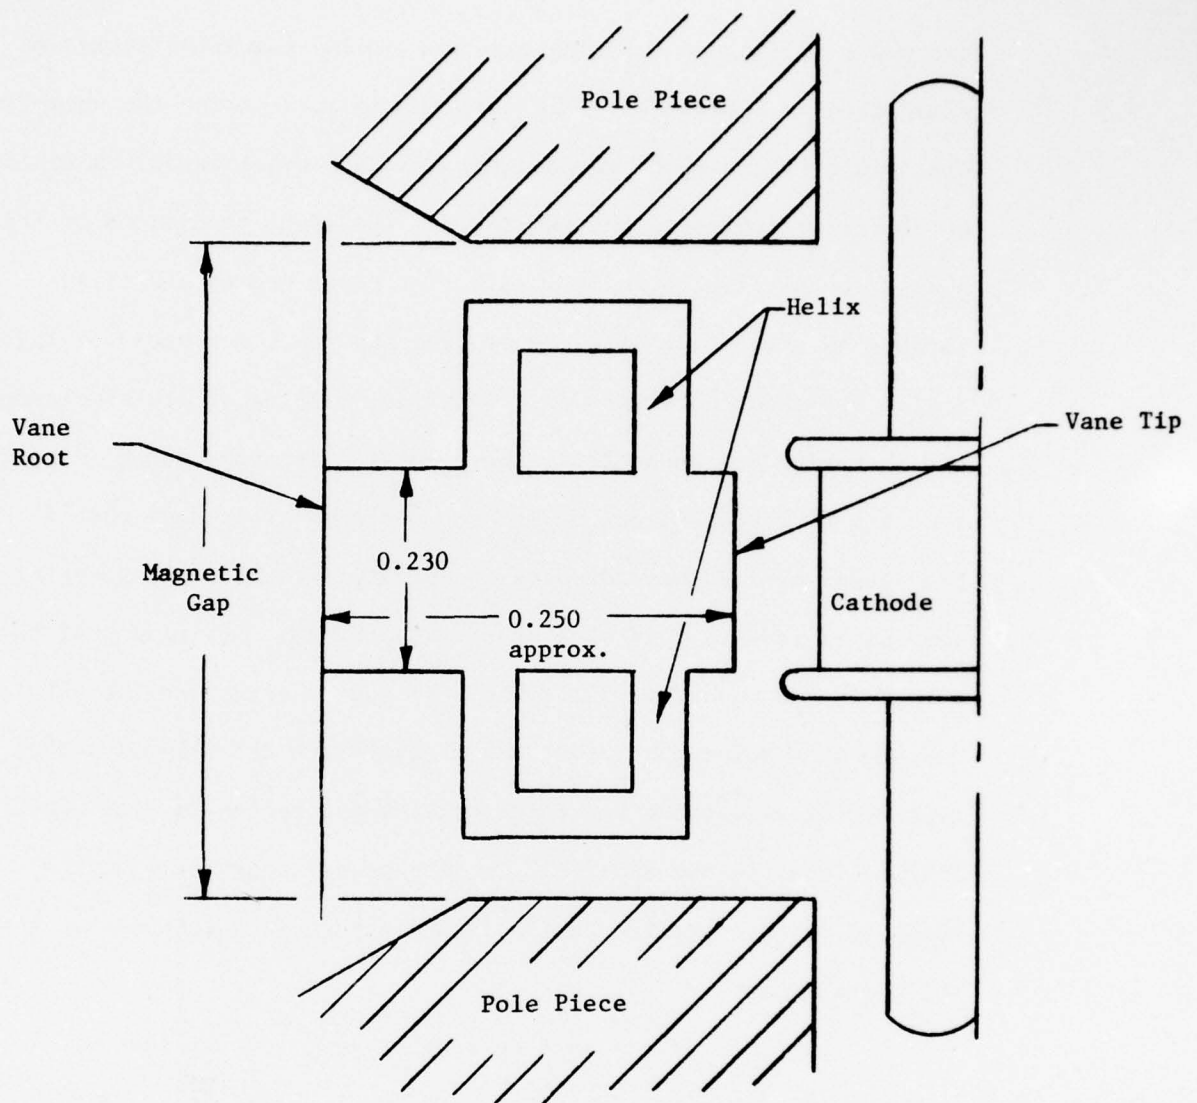 Pole Piece
Helix
Vane
Root
Vane Tip
0.230
Magnetic
Gap
Cathode
0.250
approx.
Pole Piece